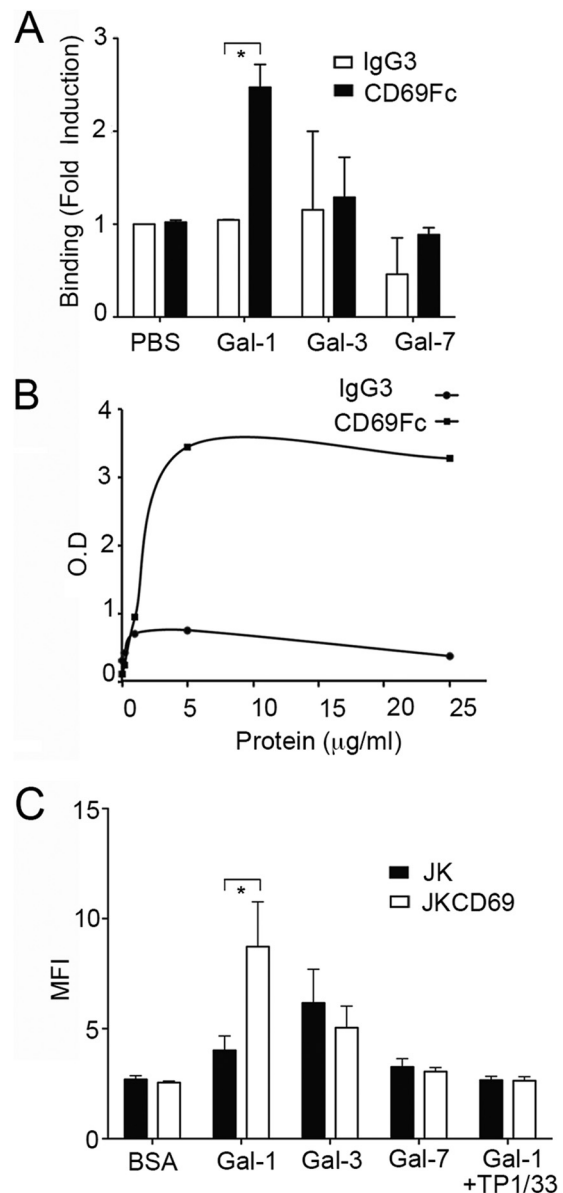 A
Binding (Fold Induction)
3
2
1
0
*
IgG3
CD69Fc
PBS
Gal-1
Gal-3
Gal-7
B
IgG3
CD69Fc
O.D
4
3
2
1
0
0
5
10
15
20
25
Protein (μg/ml)
C
MFI
15
10
5
0
*
JK
JKCD69
BSA
Gal-1
Gal-3
Gal-7
Gal-1
+TP1/33